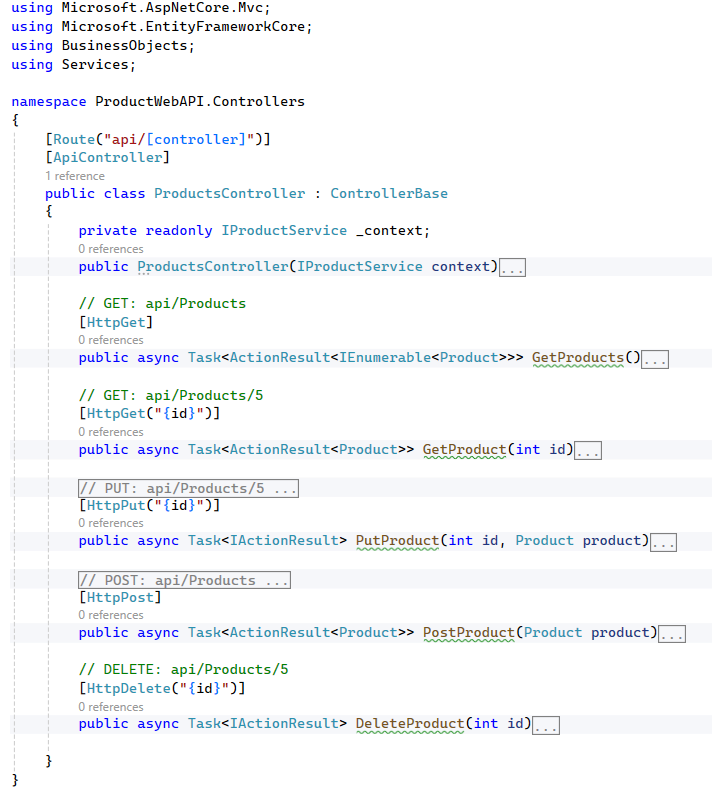 using Microsoft.AspNetCore.Mvc;
using Microsoft.EntityFrameworkCore;
using BusinessObjects;
using Services;
namespace ProductWebAPI.Controllers
{
[Route("api/[controller]")]
[ApiController]
1 reference
public class ProductsController : ControllerBase
{
private readonly IProductService _context;
0 references
public ProductsController(IProductService context)...
// GET: api/Products
[HttpGet]
0 references
public async Task<ActionResult<IEnumerable<Product>>> GetProducts()...
// GET: api/Products/5
[HttpGet("{id}")]
0 references
public async Task<ActionResult<Product>> GetProduct(int id)...
// PUT: api/Products/5 ...
[HttpPut("{id}")]
0 references
public async Task<IActionResult> PutProduct(int id, Product product)...
// POST: api/Products ...
[HttpPost]
0 references
public async Task<ActionResult<Product>> PostProduct(Product product)...
// DELETE: api/Products/5
[HttpDelete("{id}")]
0 references
public async Task<IActionResult> DeleteProduct(int id)...
}
}